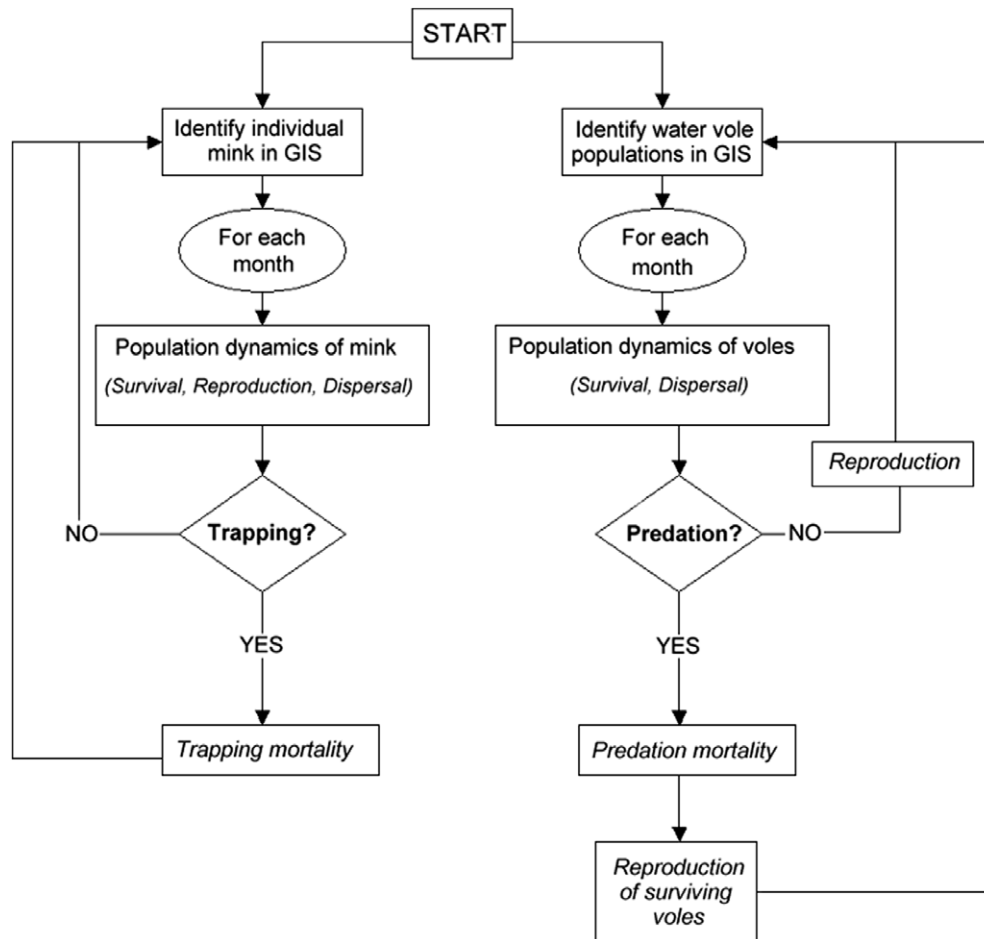 START
Identify individual
mink in GIS
For each
month
Population dynamics of mink
(Survival, Reproduction, Dispersal)
Trapping?
NO
YES
Trapping mortality
Identify water vole
populations in GIS
For each
month
Population dynamics of voles
(Survival, Dispersal)
Predation?
NO
Reproduction
YES
Predation mortality
Reproduction
of surviving
voles